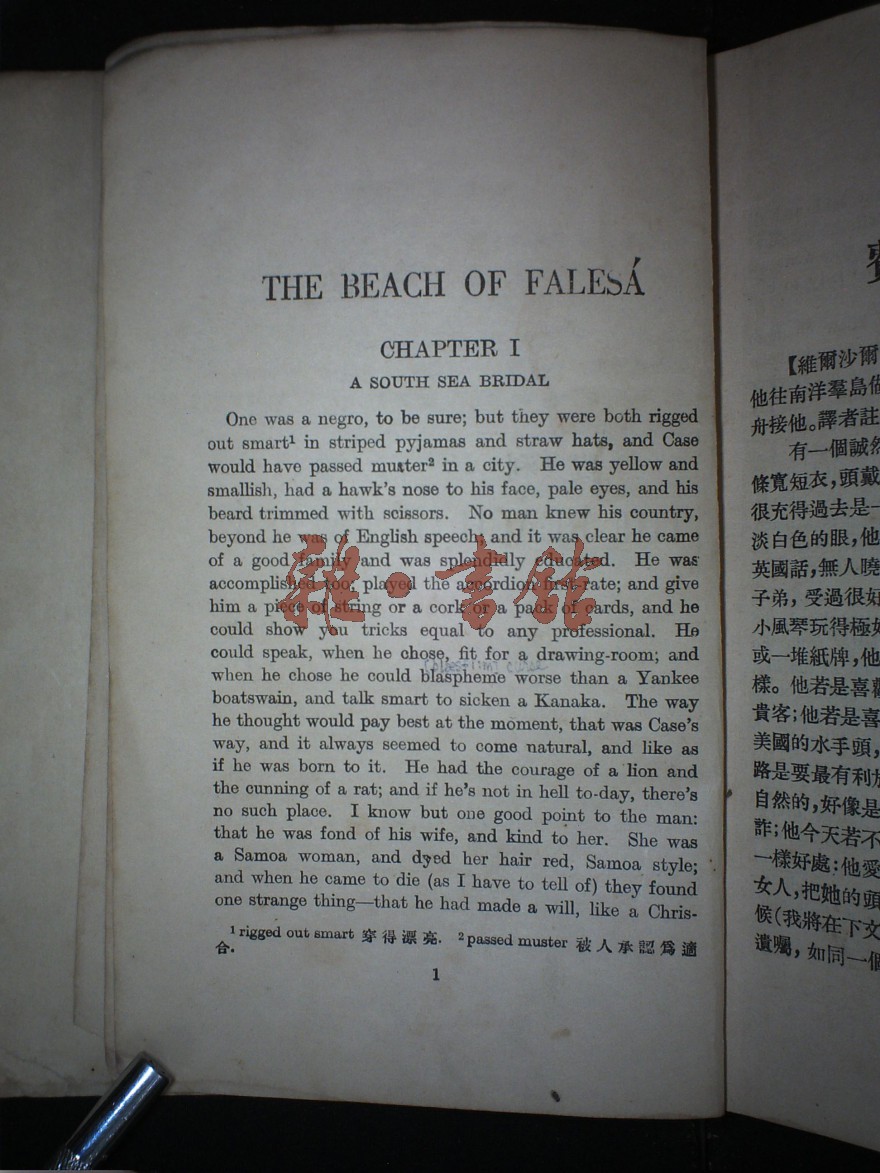 THE BEACH OF FALESÁ
CHAPTER I
A SOUTH SEA BRIDAL
One was a negro, to be sure; but they were both rigged
out smart¹ in striped pyjamas and straw hats, and Case
would have passed muster² in a city. He was yellow and
smallish, had a hawk's nose to his face, pale eyes, and his
beard trimmed with scissors. No man knew his country,
beyond he was of English speech; and it was clear he came
of a good family and was splendidly educated. He was
accomplished too; played the accordion first-rate; and give
him a piece of string or a cork or a pack of cards, and he
could show you tricks equal to any professional. He
could speak, when he chose, fit for a drawing-room; and
when he chose he could blaspheme worse than a Yankee
boatswain, and talk smart to sicken a Kanaka. The way
he thought would pay best at the moment, that was Case's
way, and it always seemed to come natural, and like as
if he was born to it. He had the courage of a lion and
the cunning of a rat; and if he's not in hell to-day, there's
no such place. I know but one good point to the man:
that he was fond of his wife, and kind to her. She was
a Samoa woman, and dyed her hair red, Samoa style;
and when he came to die (as I have to tell of) they found
one strange thing—that he had made a will, like a Chris-
¹ rigged out smart 穿得漂亮. ² passed muster 被人承認爲適
合.
1
雅·書館
【維爾沙爾
他往南洋羣島做
舟接他。譯者註
有一個誠然
條寬短衣，頭戴
很充得過去是一
淡白色的眼，他
英國話，無人曉
子弟，受過很好
小風琴玩得極好
或一堆紙牌，他
樣。他若是喜歡
貴客；他若是喜
美國的水手頭，
路是要最有利於
自然的，好像是
詐；他今天若不
一樣好處：他愛
女人，把她的頭
候(我將在下文
遺囑，如同一個